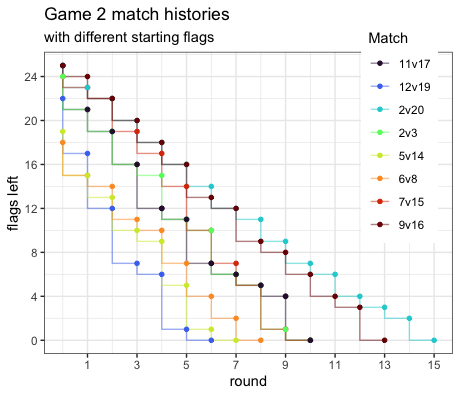 Game 2 match histories
with different starting flags
Match
11v17
12v19
2v20
2v3
5v14
6v8
7v15
9v16
flags left
24
20
16
12
8
4
0
1
3
5
7
9
11
13
15
round